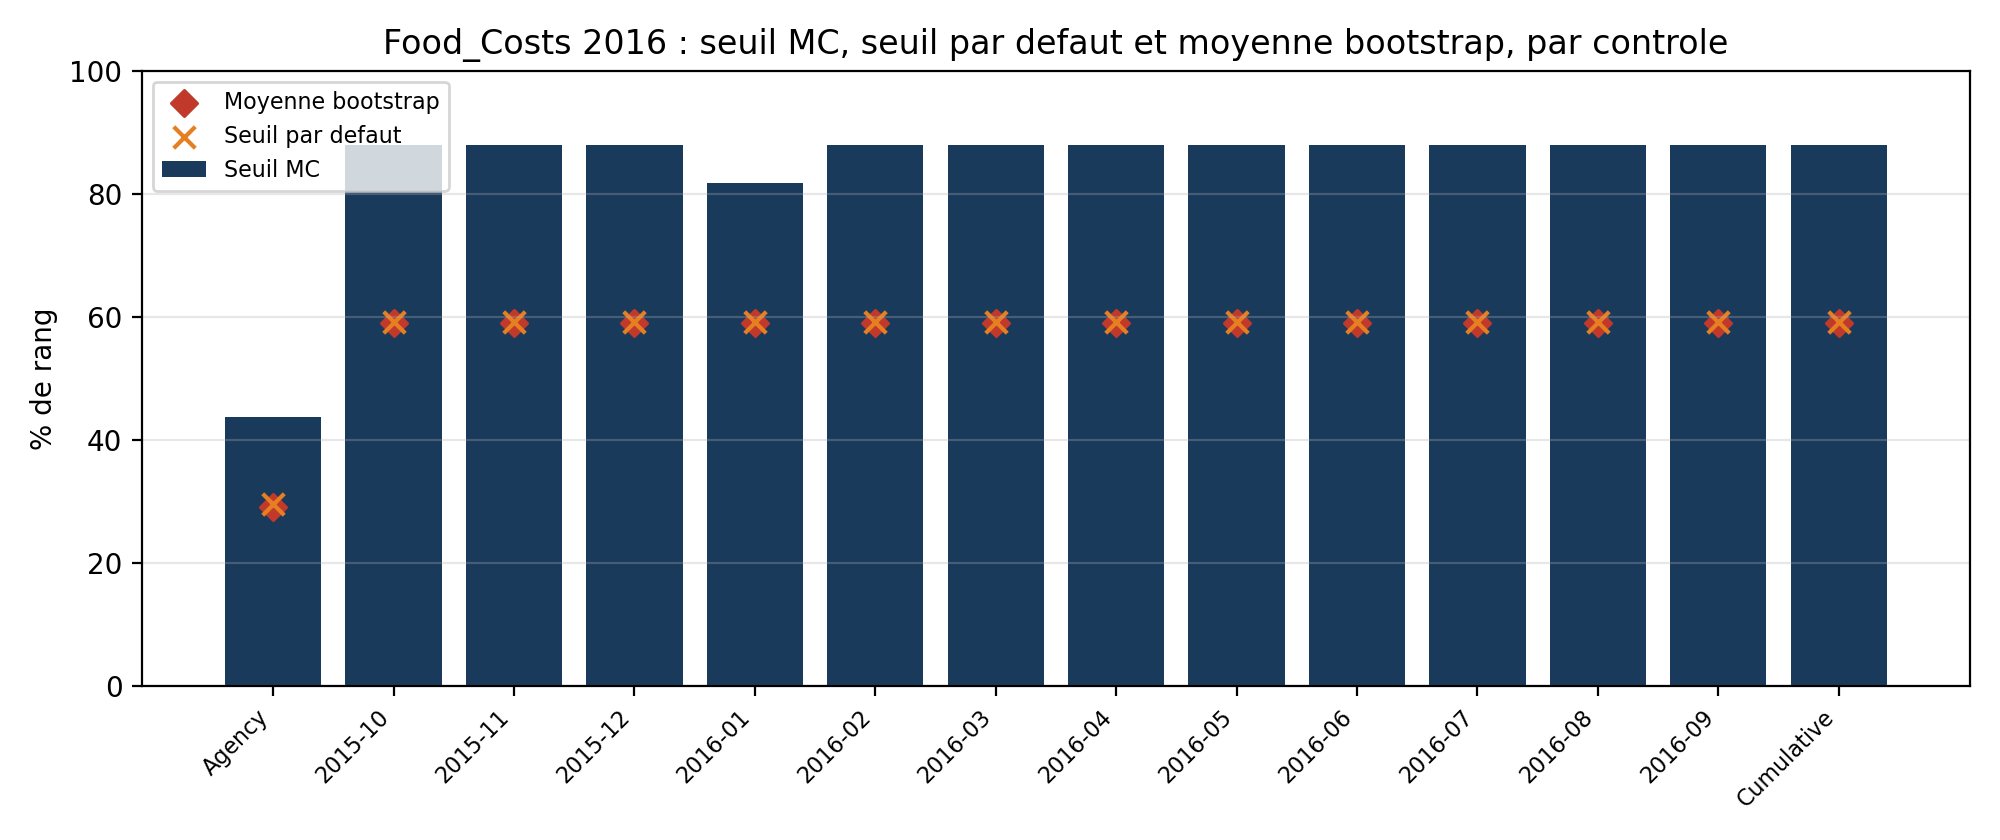 Food_Costs 2016 : seuil MC, seuil par defaut et moyenne bootstrap, par controle
Moyenne bootstrap
Seuil par defaut
Seuil MC
% de rang
100
80
60
40
20
0
Agency
2015-10
2015-11
2015-12
2016-01
2016-02
2016-03
2016-04
2016-05
2016-06
2016-07
2016-08
2016-09
Cumulative